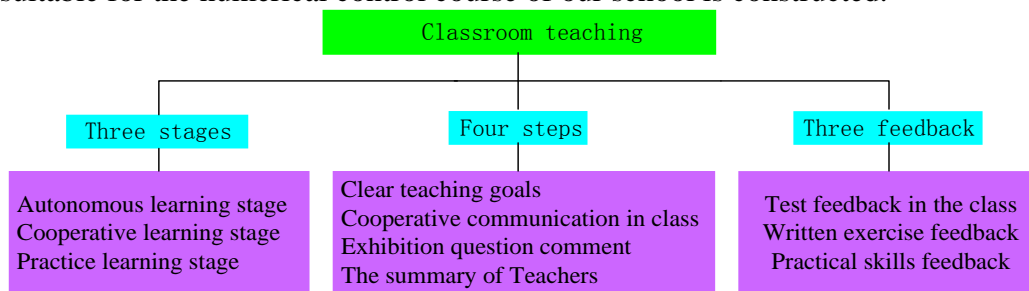 suitable for the numerical control course of our school is constructed.
Classroom teaching
Three stages
Four steps
Three feedback
Autonomous learning stage
Cooperative learning stage
Practice learning stage
Clear teaching goals
Cooperative communication in class
Exhibition question comment
The summary of Teachers
Test feedback in the class
Written exercise feedback
Practical skills feedback